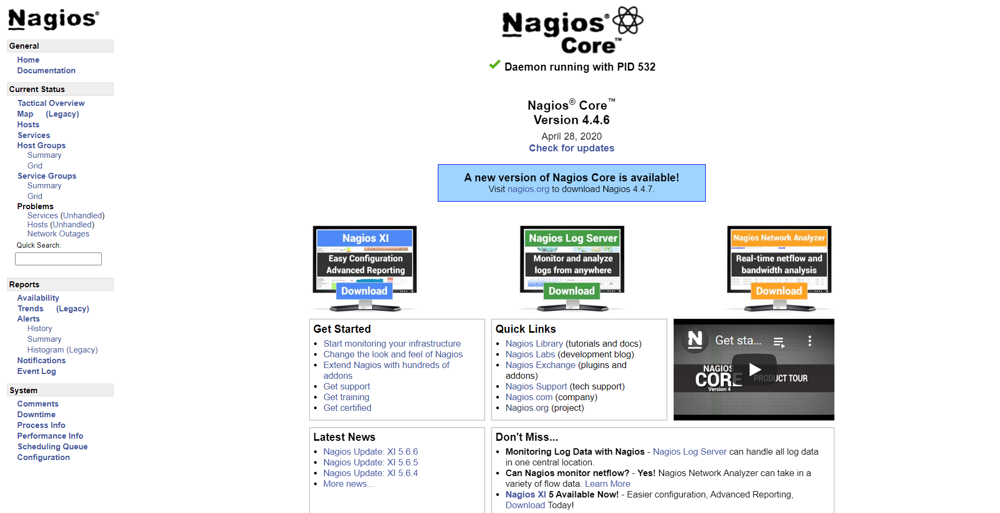 Nagios®
General
Home
Documentation
Current Status
Tactical Overview
Map (Legacy)
Hosts
Services
Host Groups
Summary
Grid
Service Groups
Summary
Grid
Problems
Services (Unhandled)
Hosts (Unhandled)
Network Outages
Quick Search:
Reports
Availability
Trends (Legacy)
Alerts
History
Summary
Histogram (Legacy)
Notifications
Event Log
System
Comments
Downtime
Process Info
Performance Info
Scheduling Queue
Configuration
Nagios®
Core™
Daemon running with PID 532
Nagios® Core™
Version 4.4.6
April 28, 2020
Check for updates
A new version of Nagios Core is available!
Visit nagios.org to download Nagios 4.4.7.
Nagios XI
Easy Configuration
Advanced Reporting
Download
Nagios Log Server
Monitor and analyze
logs from anywhere
Download
Nagios Network Analyzer
Real-time netflow and
bandwidth analysis
Download
Get Started
Start monitoring your infrastructure
Change the look and feel of Nagios
Extend Nagios with hundreds of
addons
Get support
Get training
Get certified
Quick Links
Nagios Library (tutorials and docs)
Nagios Labs (development blog)
Nagios Exchange (plugins and
addons)
Nagios Support (tech support)
Nagios.com (company)
Nagios.org (project)
N Get sta...
NAGIOS
CORE PRODUCT TOUR
Version 4
Latest News
Nagios Update: XI 5.6.6
Nagios Update: XI 5.6.5
Nagios Update: XI 5.6.4
More news...
Don't Miss...
Monitoring Log Data with Nagios - Nagios Log Server can handle all log data
in one central location.
Can Nagios monitor netflow? - Yes! Nagios Network Analyzer can take in a
variety of flow data. Learn More
Nagios XI 5 Available Now! - Easier configuration, Advanced Reporting,
Download Today!